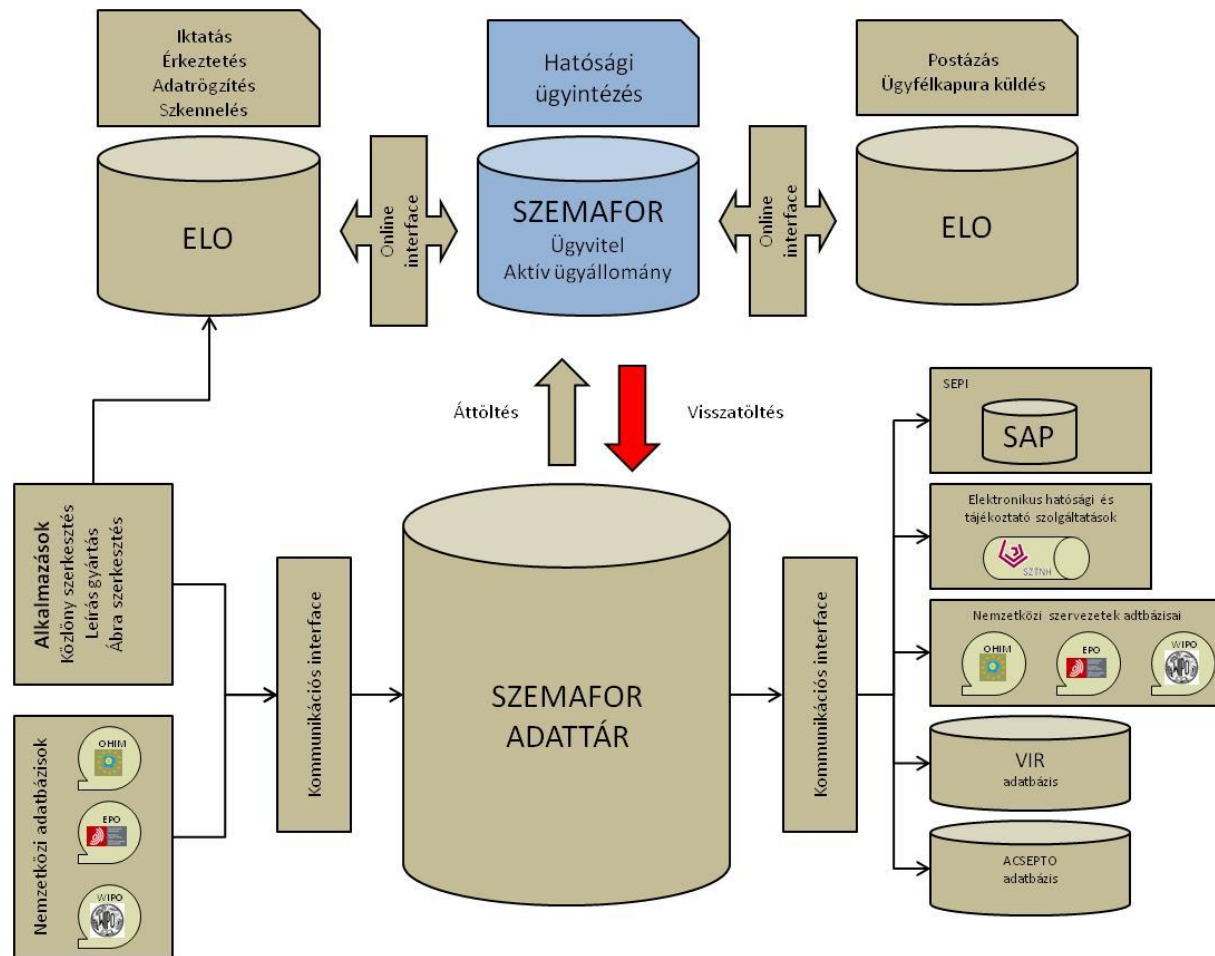 Iktatás
Érkeztetés
Adatrögzítés
Szkennelés
Hatósági
ügyintézés
Postázás
Ügyfélkapura küldés
ELO
Online
interface
SZEMAFOR
Ügyvitel
Aktív ügyállomány
Online
interface
ELO
Áttöltés
Visszatöltés
Alkalmazások
Közlöny szerkesztés
Leírás gyártás
Ábra szerkesztés
Nemzetközi adatbázisok
OHIM
EPO
WIPO
Kommunikációs interface
SZEMAFOR
ADATTÁR
Kommunikációs interface
SEPI
SAP
Elektronikus hatósági és
tájékoztató szolgáltatások
SZTNH
Nemzetközi szervezetek adtbázisai
OHIM
EPO
WIPO
VIR
adatbázis
ACSEPTO
adatbázis